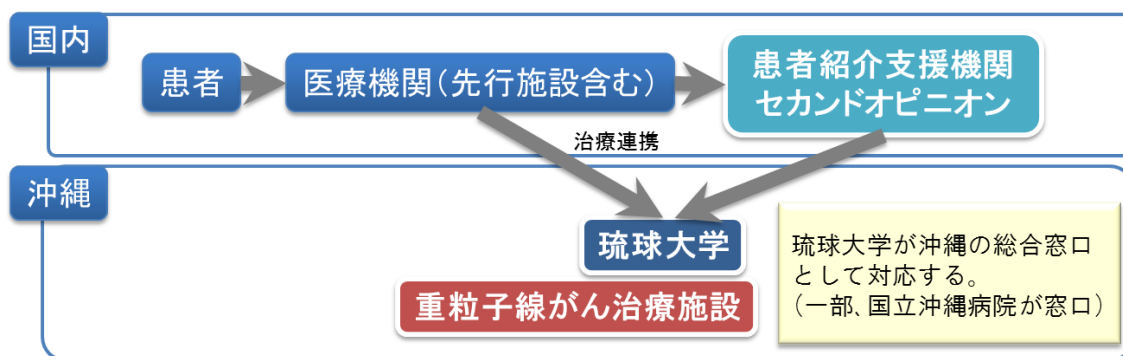 国内
患者
医療機関（先行施設含む）
患者紹介支援機関
セカンドオピニオン
治療連携
沖縄
琉球大学
重粒子線がん治療施設
琉球大学が沖縄の総合窓口
として対応する。
（一部、国立沖縄病院が窓口）